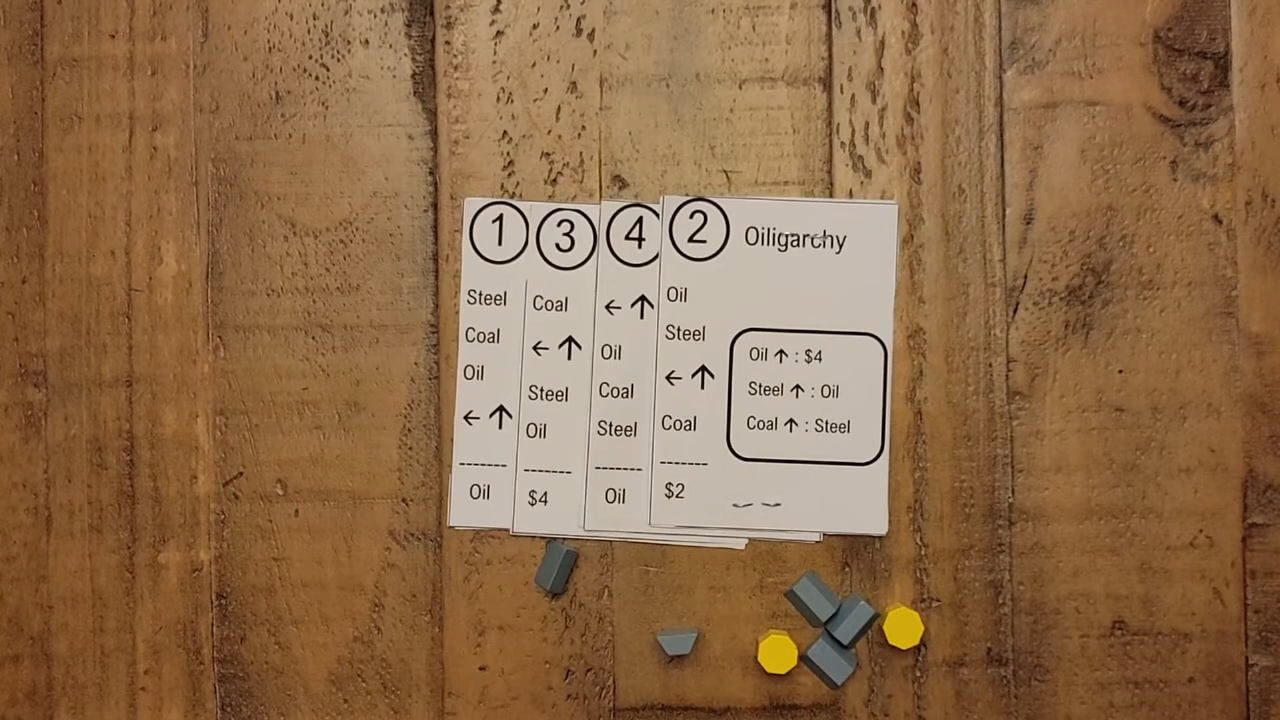 1 3 4 2 Oiligarchy
Steel
Coal
Oil
← ↑
-------
Oil
Coal
← ↑
Steel
Oil
-------
$4
← ↑
Oil
Coal
Steel
-------
Oil
Oil
Steel
← ↑
Coal
-------
$2
Oil ↑ : $4
Steel ↑ : Oil
Coal ↑ : Steel